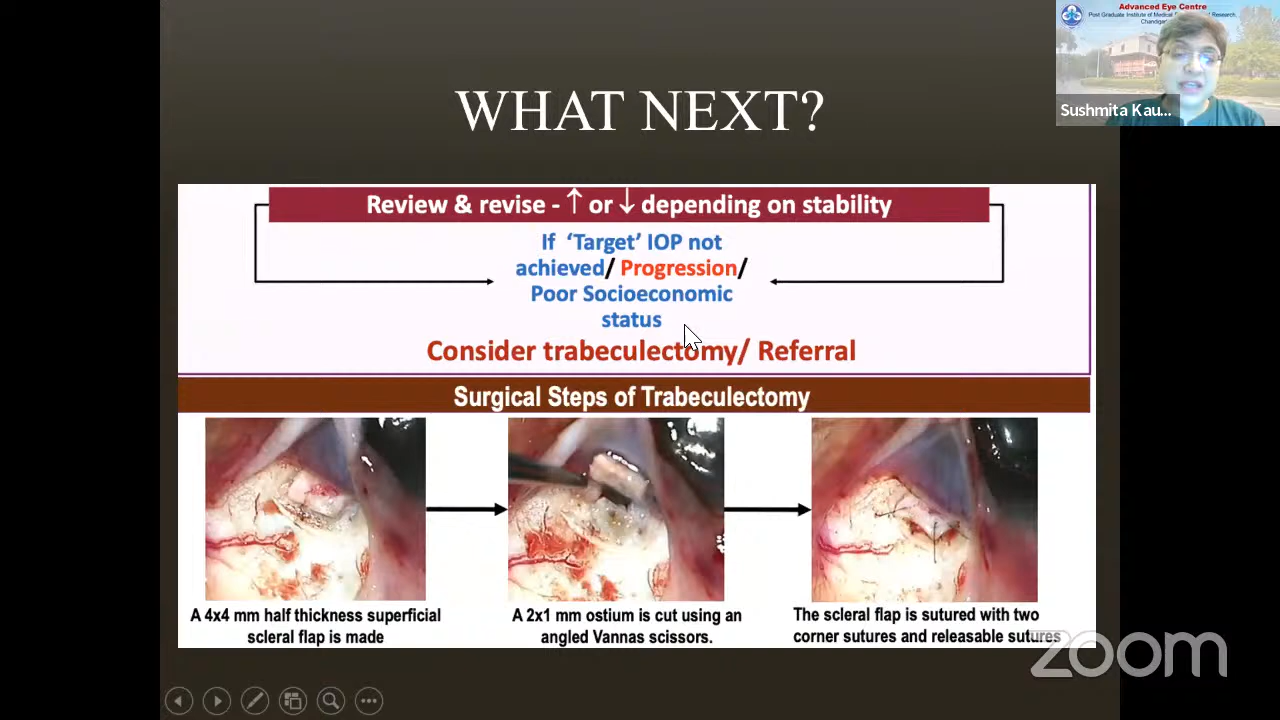 Advanced Eye Centre
Post Graduate Institute of Medical
Research,
Sushmita Kau...
WHAT NEXT?
Review & revise - ↑ or ↓ depending on stability
If ‘Target’ IOP not
achieved/ Progression/
Poor Socioeconomic
status
Consider trabeculectomy/ Referral
Surgical Steps of Trabeculectomy
A 4x4 mm half thickness superficial
scleral flap is made
A 2x1 mm ostium is cut using an
angled Vannas scissors.
The scleral flap is sutured with two
corner sutures and releasable sutures
zoom